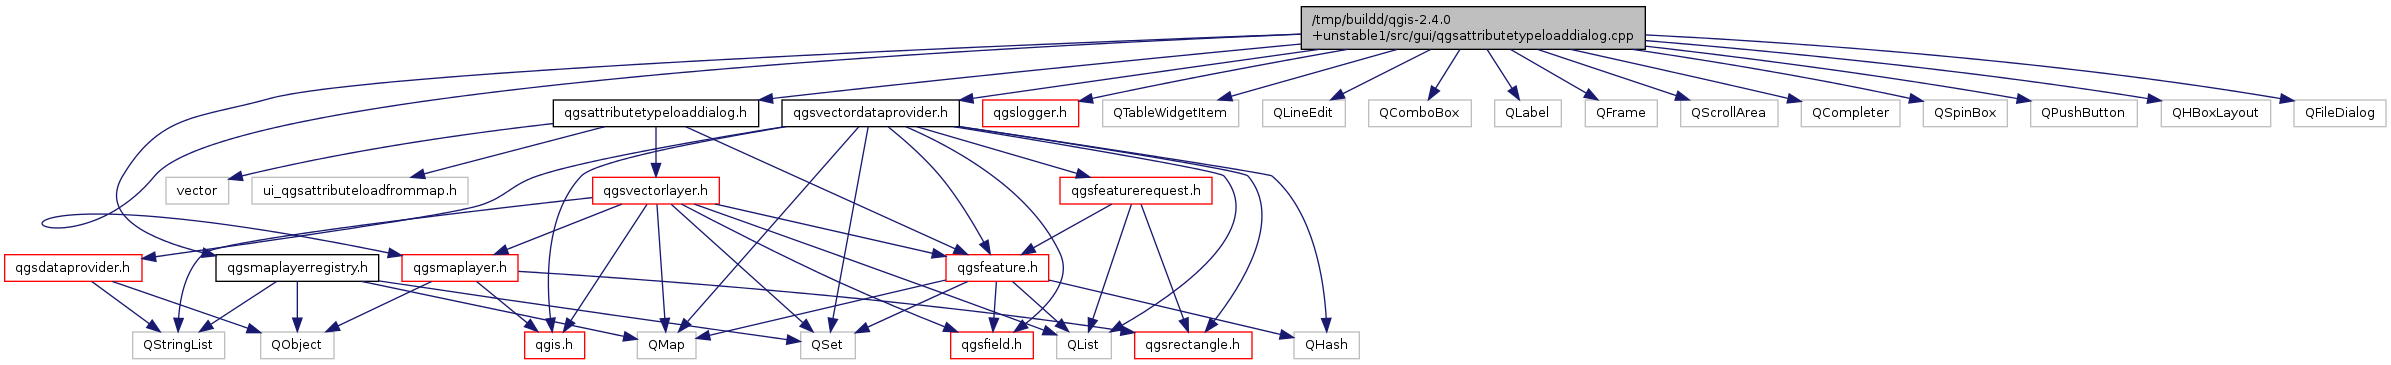 /tmp/buildd/qgis-2.4.0
+unstable1/src/gui/qgsattributetypeloaddialog.cpp
qgsattributetypeloaddialog.h
qgsvectordataprovider.h
qgslogger.h
QTableWidgetItem
QLineEdit
QComboBox
QLabel
QFrame
QScrollArea
QCompleter
QSpinBox
QPushButton
QHBoxLayout
QFileDialog
vector
ui_qgsattributeloadfrommap.h
qgsvectorlayer.h
qgsfeaturerequest.h
qgsdataprovider.h
qgsmaplayerregistry.h
qgsmaplayer.h
qgsfeature.h
QStringList
QObject
qgis.h
QMap
QSet
qgsfield.h
QList
qgsrectangle.h
QHash